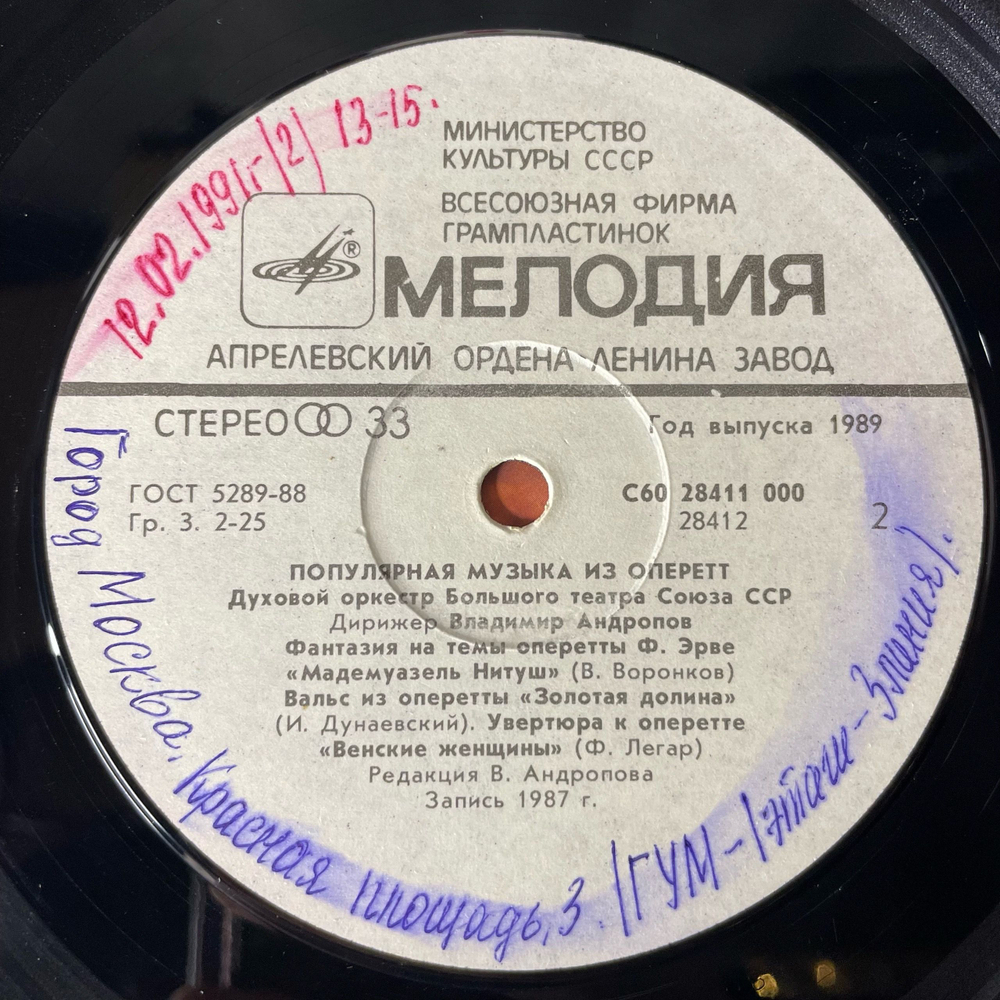 12.02.1991г. (2) 13-15.
МИНИСТЕРСТВО
КУЛЬТУРЫ СССР
ВСЕСОЮЗНАЯ ФИРМА
ГРАМПЛАСТИНОК
®
МЕЛОДИЯ
АПРЕЛЕВСКИЙ ОРДЕНА ЛЕНИНА ЗАВОД
СТЕРЕО 33
Год выпуска 1989
ГОСТ 5289-88
Гр. 3. 2-25
С60 28411 000
28412
2
ПОПУЛЯРНАЯ МУЗЫКА ИЗ ОПЕРЕТТ
Духовой оркестр Большого театра Союза ССР
Дирижер Владимир Андропов
Фантазия на темы оперетты Ф. Эрве
«Мадемуазель Нитуш» (В. Воронков)
Вальс из оперетты «Золотая долина»
(И. Дунаевский). Увертюра к оперетте
«Венские женщины» (Ф. Легар)
Редакция В. Андропова
Запись 1987 г.
Город Москва, Красная площадь, 3. (ГУМ-1этаж-3линия).